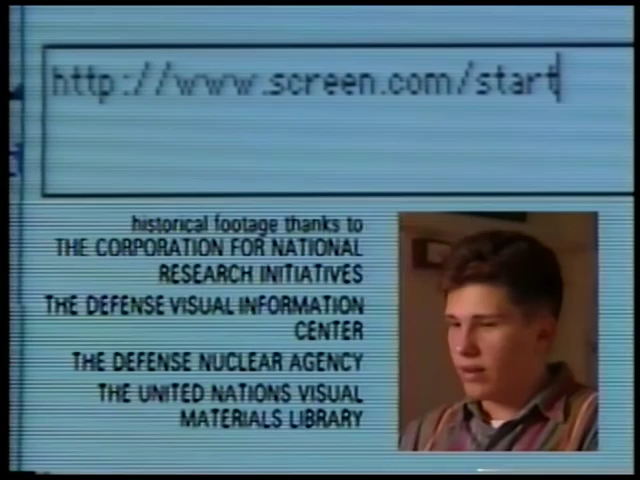 http://www.screen.com/start
historical footage thanks to
THE CORPORATION FOR NATIONAL
RESEARCH INITIATIVES
THE DEFENSE VISUAL INFORMATION
CENTER
THE DEFENSE NUCLEAR AGENCY
THE UNITED NATIONS VISUAL
MATERIALS LIBRARY